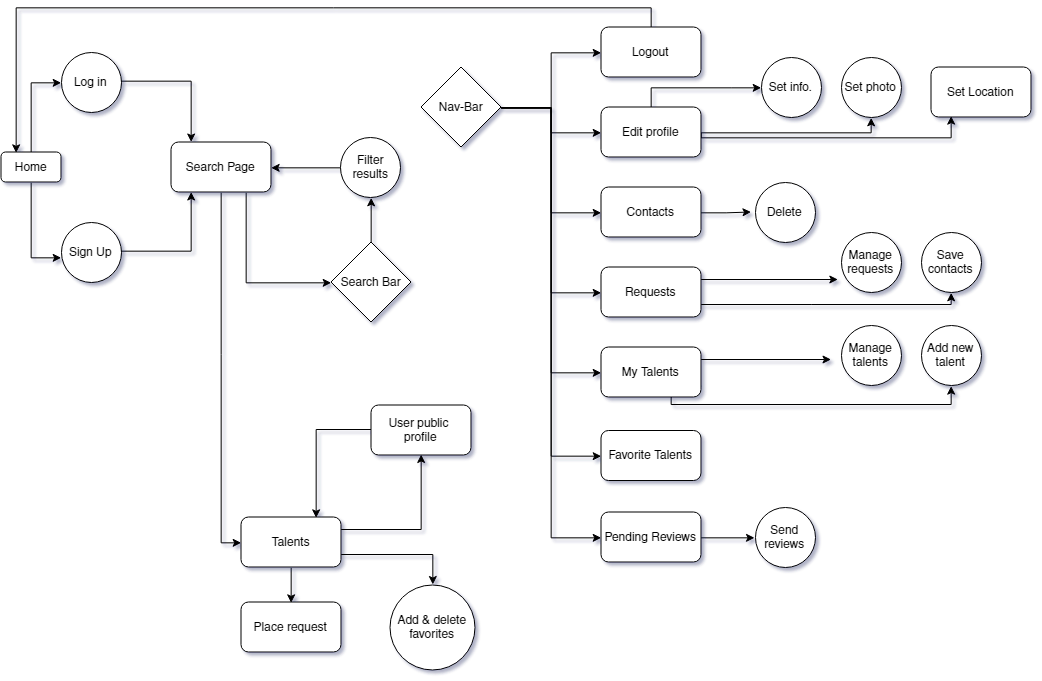 Logout
Log in
Nav-Bar
Set info.
Set photo
Set Location
Edit profile
Home
Search Page
Filter
results
Contacts
Delete
Sign Up
Search Bar
Manage
requests
Save
contacts
Requests
My Talents
Manage
talents
Add new
talent
User public
profile
Favorite Talents
Talents
Pending Reviews
Send
reviews
Place request
Add & delete
favorites